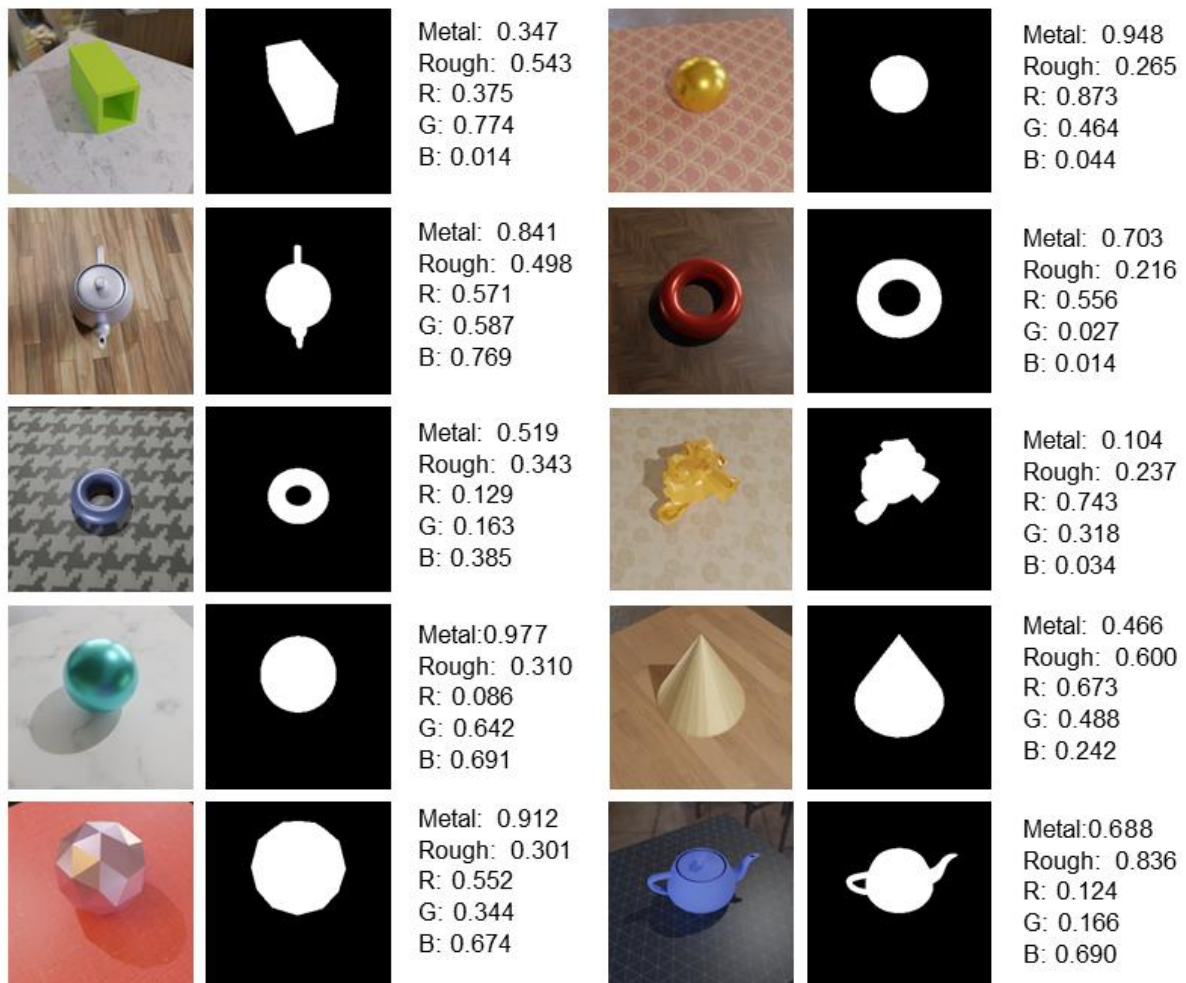 Metal: 0.347
Rough: 0.543
R: 0.375
G: 0.774
B: 0.014
Metal: 0.948
Rough: 0.265
R: 0.873
G: 0.464
B: 0.044
Metal: 0.841
Rough: 0.498
R: 0.571
G: 0.587
B: 0.769
Metal: 0.703
Rough: 0.216
R: 0.556
G: 0.027
B: 0.014
Metal: 0.519
Rough: 0.343
R: 0.129
G: 0.163
B: 0.385
Metal: 0.104
Rough: 0.237
R: 0.743
G: 0.318
B: 0.034
Metal:0.977
Rough: 0.310
R: 0.086
G: 0.642
B: 0.691
Metal: 0.466
Rough: 0.600
R: 0.673
G: 0.488
B: 0.242
Metal: 0.912
Rough: 0.301
R: 0.552
G: 0.344
B: 0.674
Metal:0.688
Rough: 0.836
R: 0.124
G: 0.166
B: 0.690